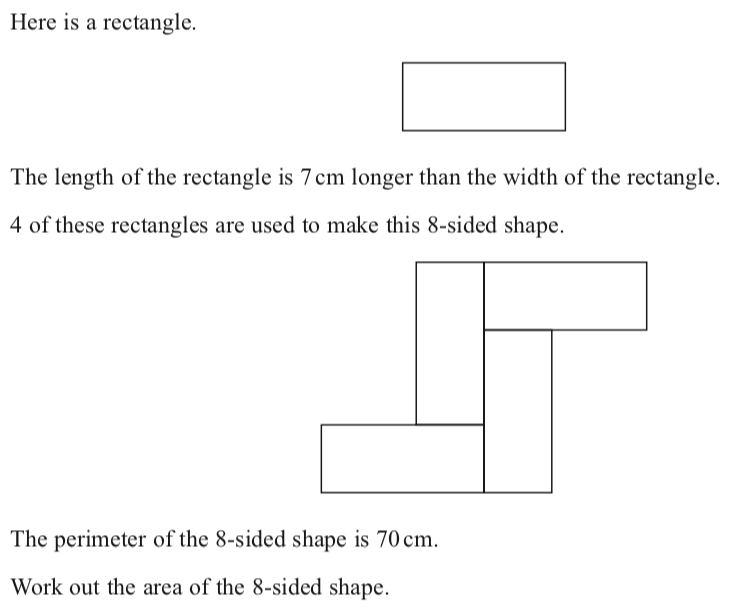 Here is a rectangle.
The length of the rectangle is 7 cm longer than the width of the rectangle.
4 of these rectangles are used to make this 8-sided shape.
The perimeter of the 8-sided shape is 70 cm.
Work out the area of the 8-sided shape.